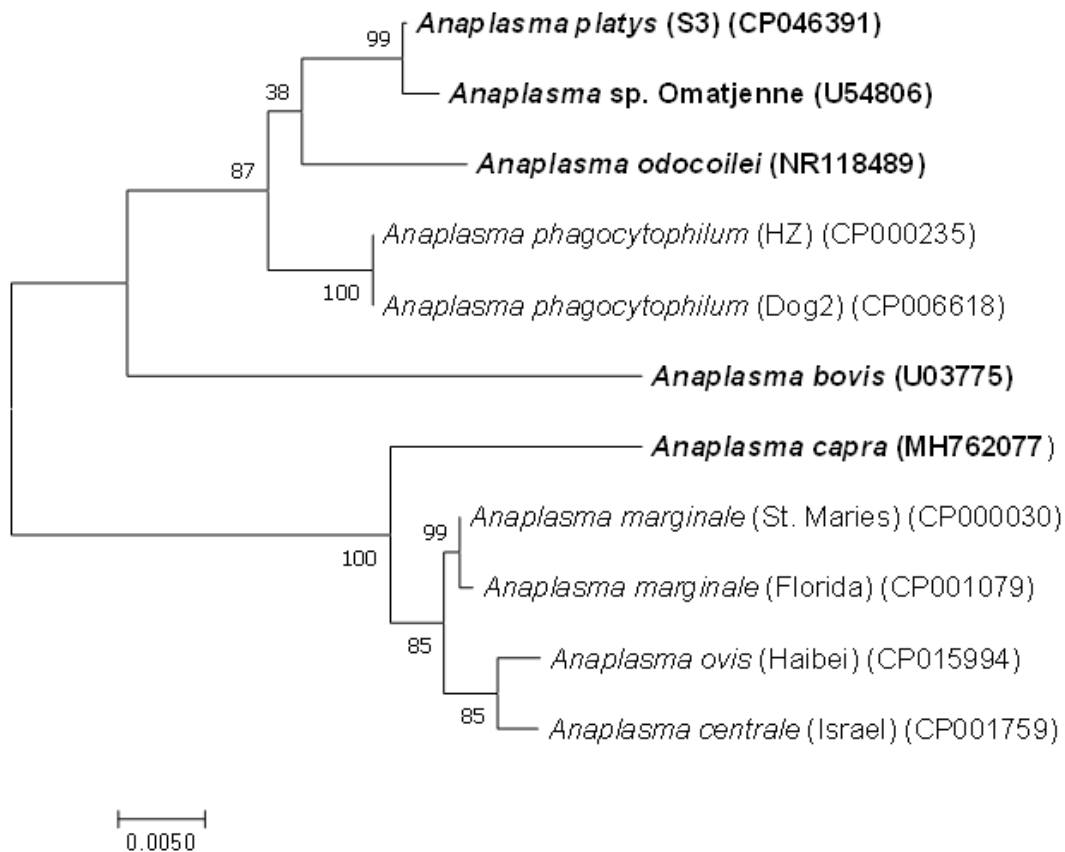 Anaplasma platys (S3) (CP046391)
99
Anaplasma sp. Omatjenne (U54806)
38
Anaplasma odocoilei (NR118489)
87
Anaplasma phagocytophilum (HZ) (CP000235)
100
Anaplasma phagocytophilum (Dog2) (CP006618)
Anaplasma bovis (U03775)
Anaplasma capra (MH762077)
Anaplasma marginale (St. Maries) (CP000030)
99
100
Anaplasma marginale (Florida) (CP001079)
85
Anaplasma ovis (Haibei) (CP015994)
85
Anaplasma centrale (Israel) (CP001759)
0.0050